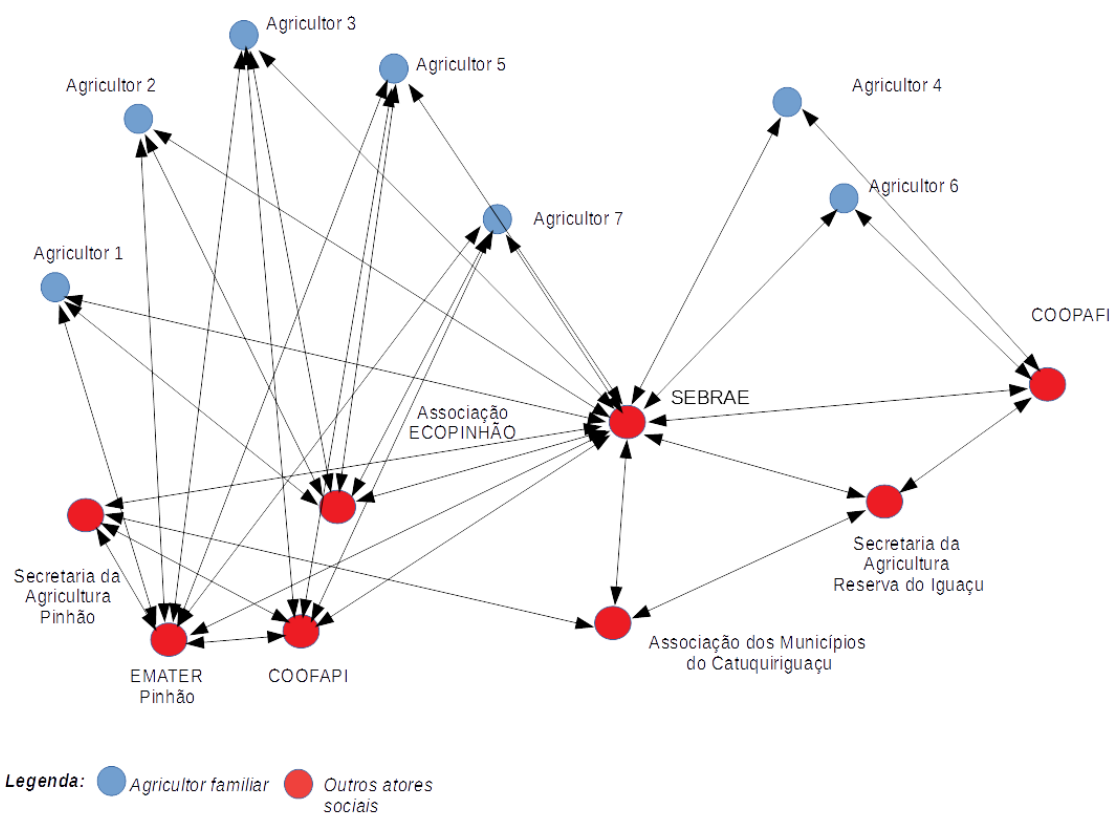 Agricultor 3
Agricultor 5
Agricultor 2
Agricultor 4
Agricultor 6
Agricultor 7
Agricultor 1
COOPAFI
SEBRAE
Associação
ECOPINHÃO
Secretaria da
Agricultura
Reserva do Iguaçu
Secretaria da
Agricultura
Pinhão
Associação dos Municípios
do Catuquiriguaçu
EMATER
Pinhão
COOFAPI
Legenda:
Agricultor familiar
Outros atores
sociais